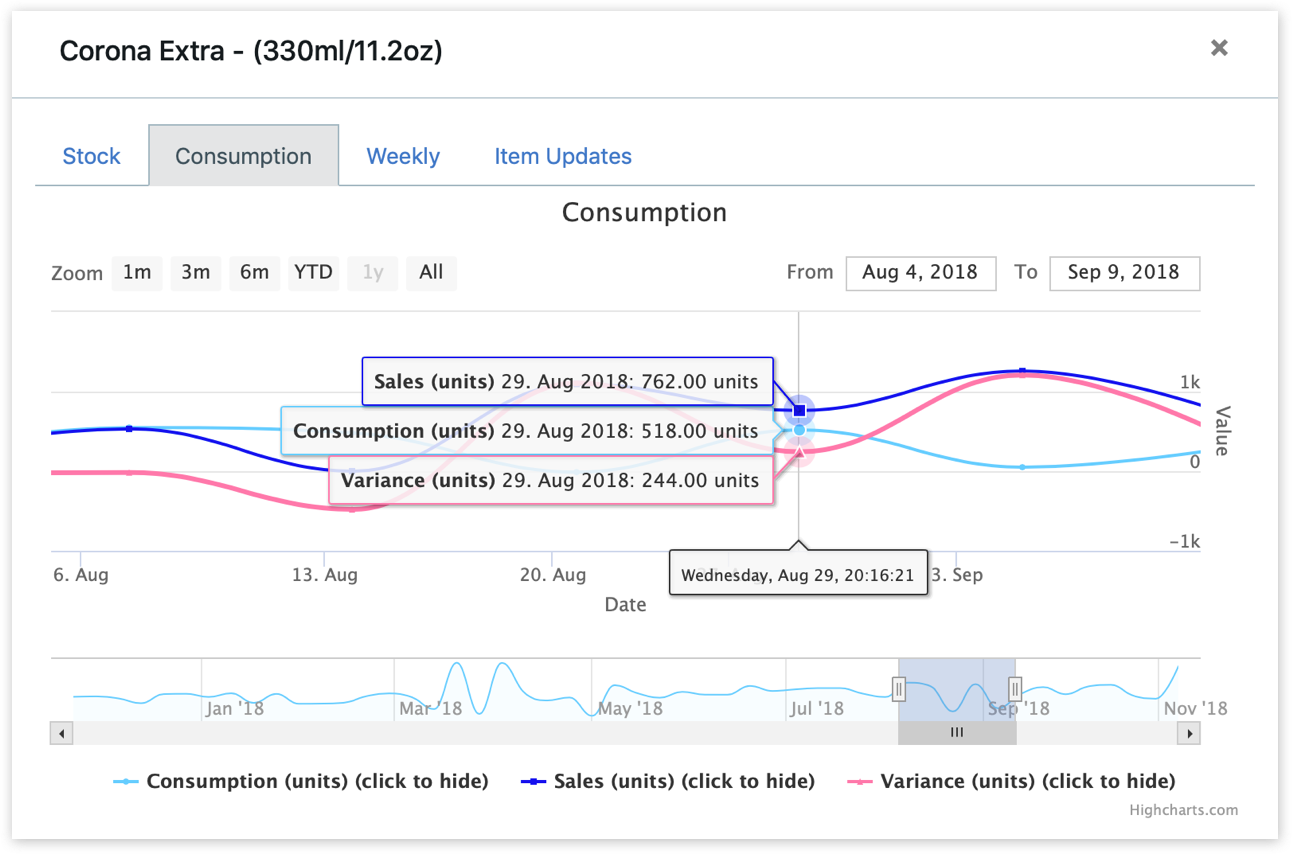 Corona Extra - (330ml/11.2oz)
×
Stock Consumption Weekly Item Updates
Consumption
Zoom 1m 3m 6m YTD 1y All From Aug 4, 2018 To Sep 9, 2018
Sales (units) 29. Aug 2018: 762.00 units
1k
Consumption (units) 29. Aug 2018: 518.00 units
Value
0
Variance (units) 29. Aug 2018: 244.00 units
-1k
6. Aug 13. Aug 20. Aug 3. Sep
Wednesday, Aug 29, 20:16:21
Date
Jan '18 Mar '18 May '18 Jul '18 Sep '18 Nov '18
Consumption (units) (click to hide) Sales (units) (click to hide) Variance (units) (click to hide)
Highcharts.com